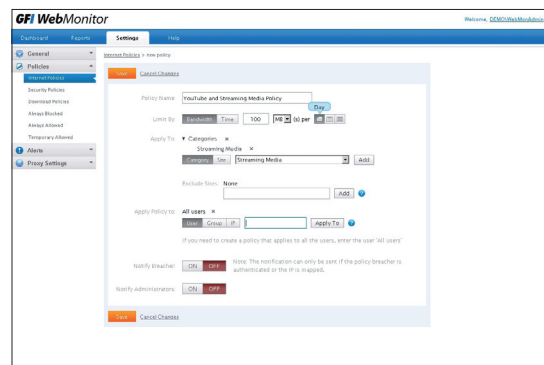 GFI WebMonitor
Welcome, DEMO\WebMonAdmin
Dashboard Reports Settings Help
General
Policies
Internet Policies
Security Policies
Download Policies
Always Blocked
Always Allowed
Temporary Allowed
Alerts
Proxy Settings
Internet Policies > new policy
Save Cancel Changes
Policy Name YouTube and Streaming Media Policy
Day
Limit By Bandwidth Time 100 MB (s) per
Apply To Categories ×
Streaming Media ×
Category Site Streaming Media Add
Exclude Sites: None
Add ?
Apply Policy to: All users ×
User Group IP Apply To ?
If you need to create a policy that applies to all the users, enter the user 'All users'
Notify Breacher: ON OFF Note: The notification can only be sent if the policy breacher is
authenticated or the IP is mapped.
Notify Administrators: ON OFF
Save Cancel Changes